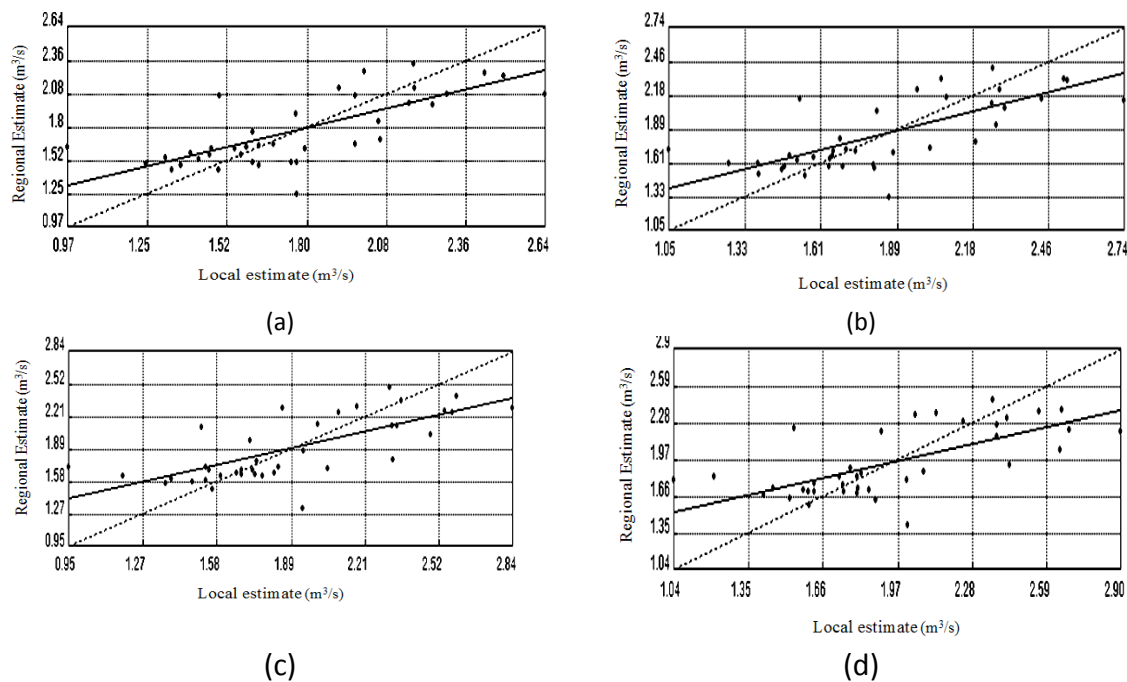 2.64
2.36
2.08
1.8
1.52
1.25
0.97
Regional Estimate (m³/s)
0.97 1.25 1.52 1.80 2.08 2.36 2.64
Local estimate (m³/s)
(a)
2.74
2.46
2.18
1.89
1.61
1.33
1.05
Regional Estimate (m³/s)
1.05 1.33 1.61 1.89 2.18 2.46 2.74
Local estimate (m³/s)
(b)
2.84
2.52
2.21
1.89
1.58
1.27
0.95
Regional Estimate (m³/s)
0.95 1.27 1.58 1.89 2.21 2.52 2.84
Local estimate (m³/s)
(c)
2.9
2.59
2.28
1.97
1.66
1.35
1.04
Regional Estimate (m³/s)
1.04 1.35 1.66 1.97 2.28 2.59 2.90
Local estimate (m³/s)
(d)